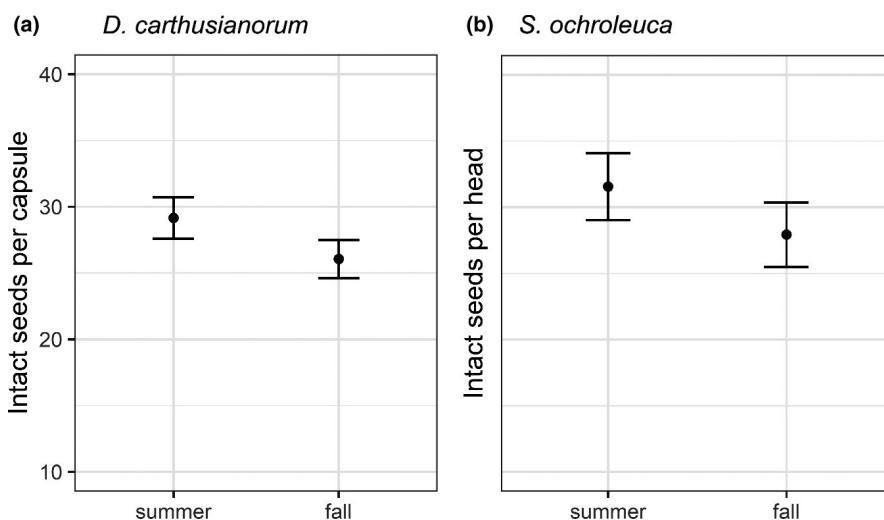 (a) D. carthusianorum
(b) S. ochroleuca
Intact seeds per capsule
40
30
20
10
summer fall
Intact seeds per head
summer fall